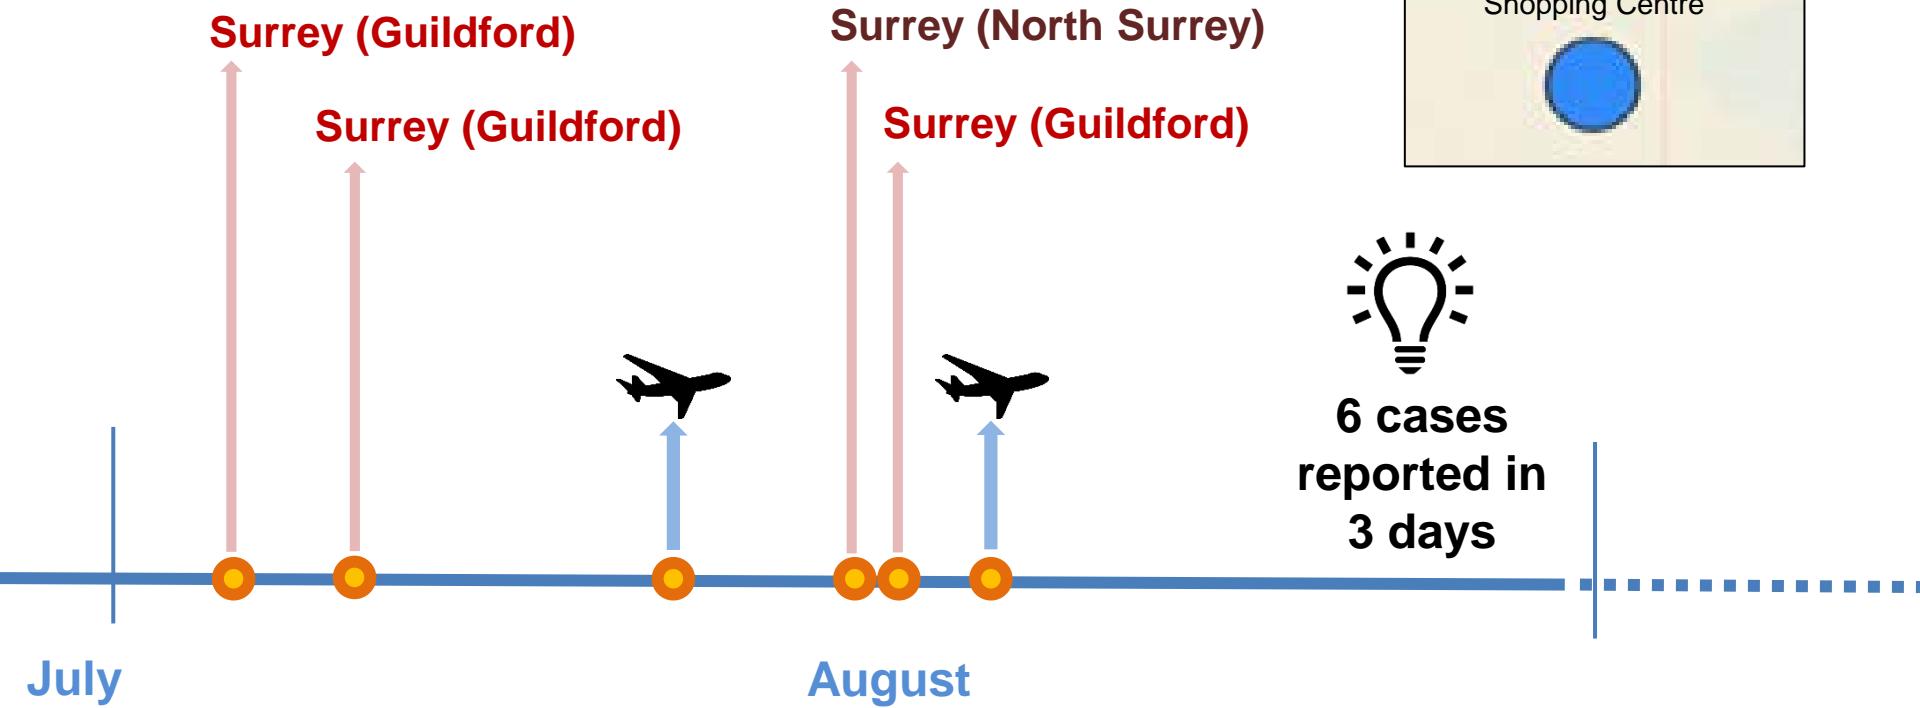 Surrey (Guildford)
Surrey (North Surrey)
Shopping Centre
Surrey (Guildford)
Surrey (Guildford)
6 cases
reported in
3 days
July
August